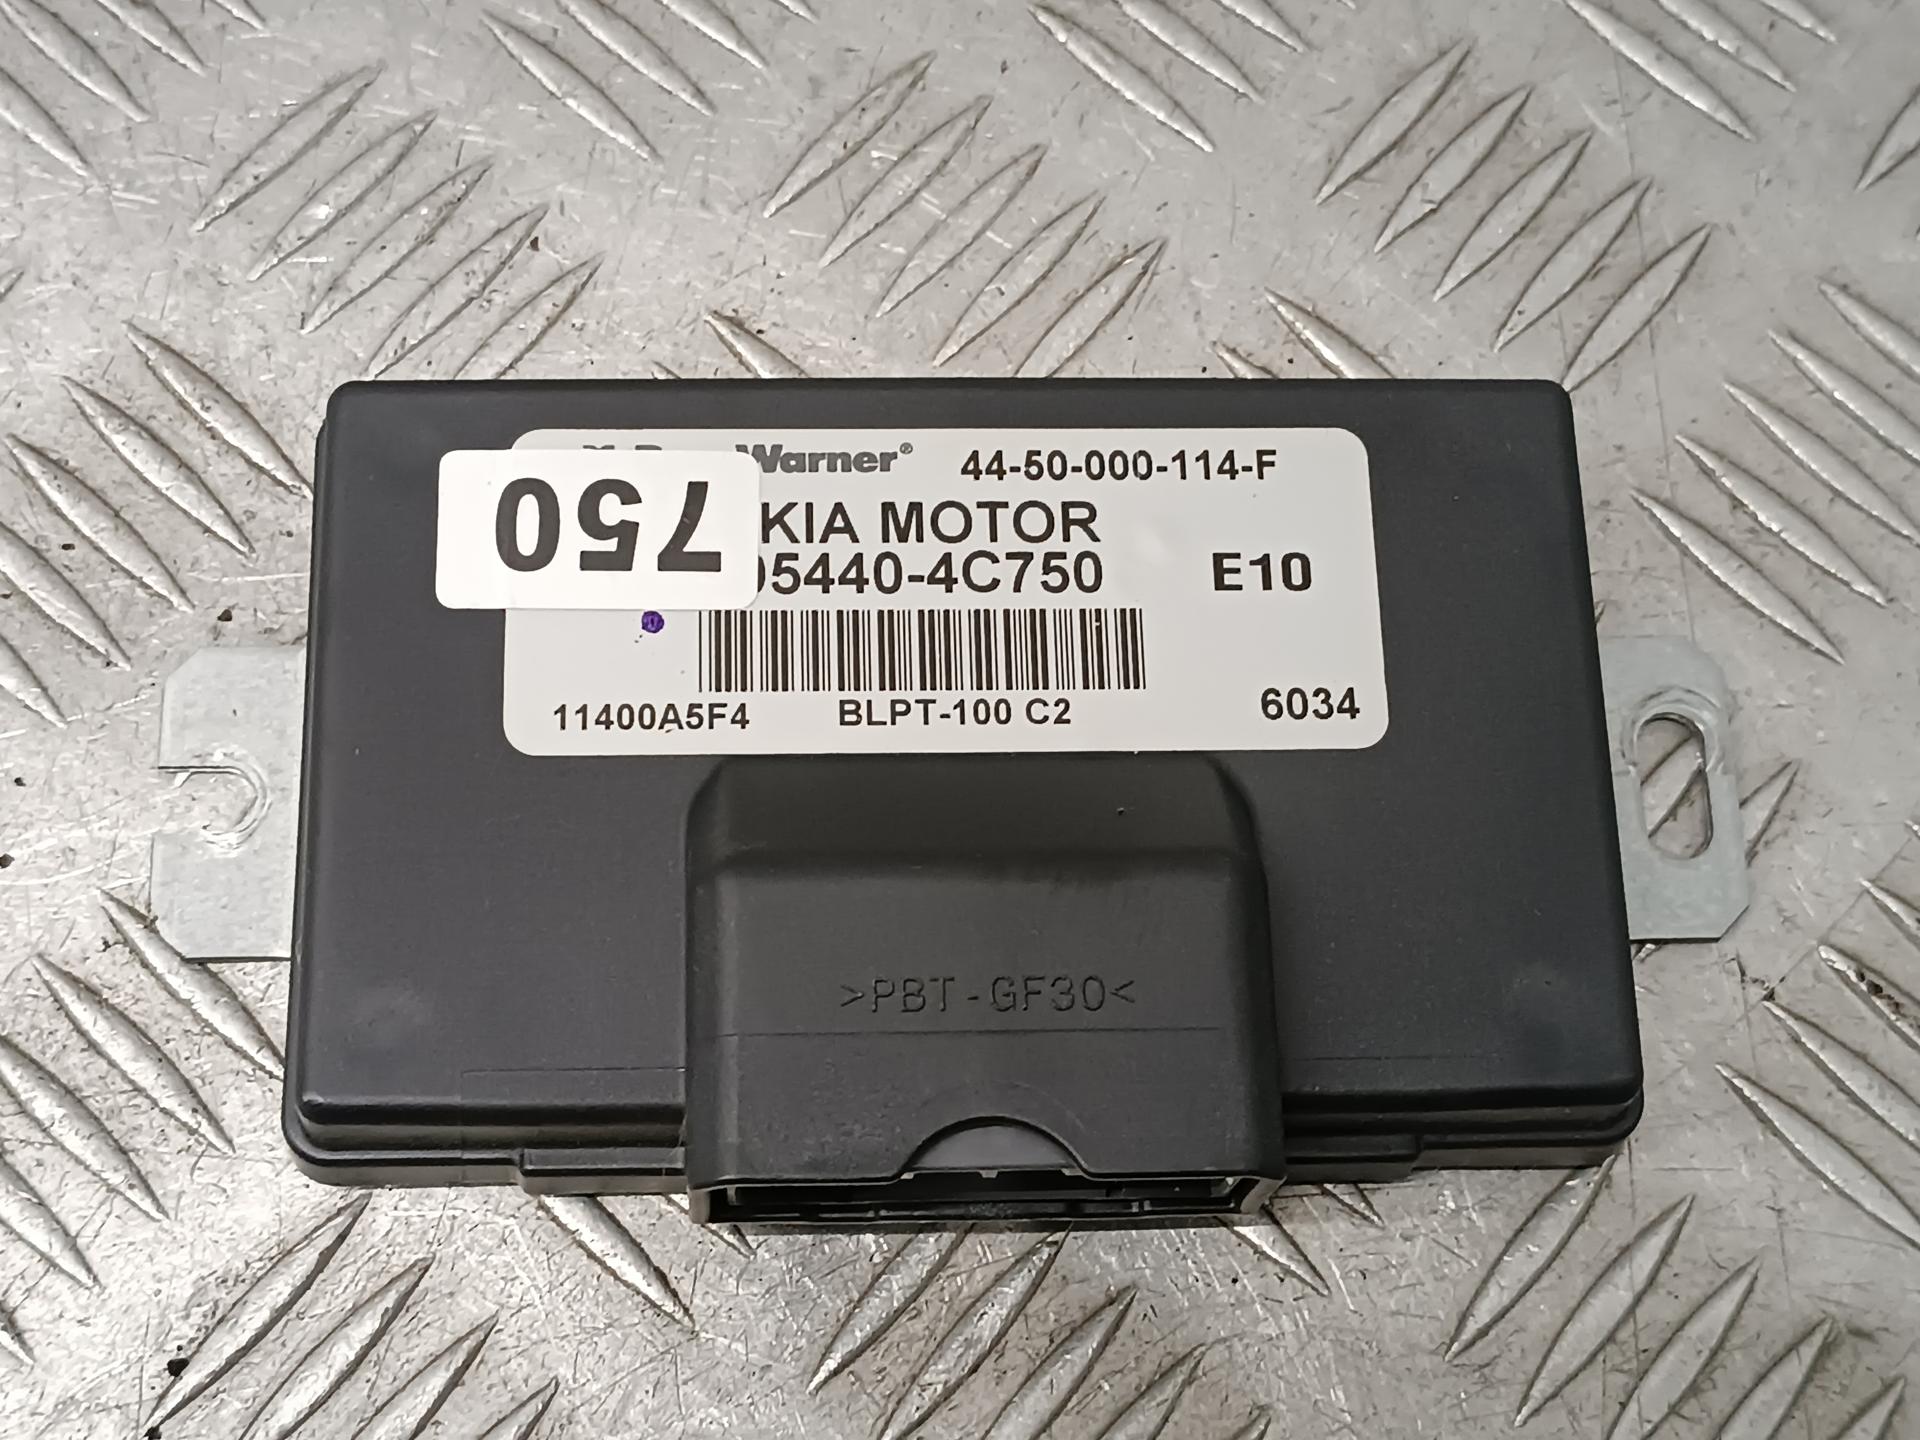 Warner® 44-50-000-114-F
750
KIA MOTOR
5440-4C750 E10
11400A5F4 BLPT-100 C2 6034
>PBT-GF30<